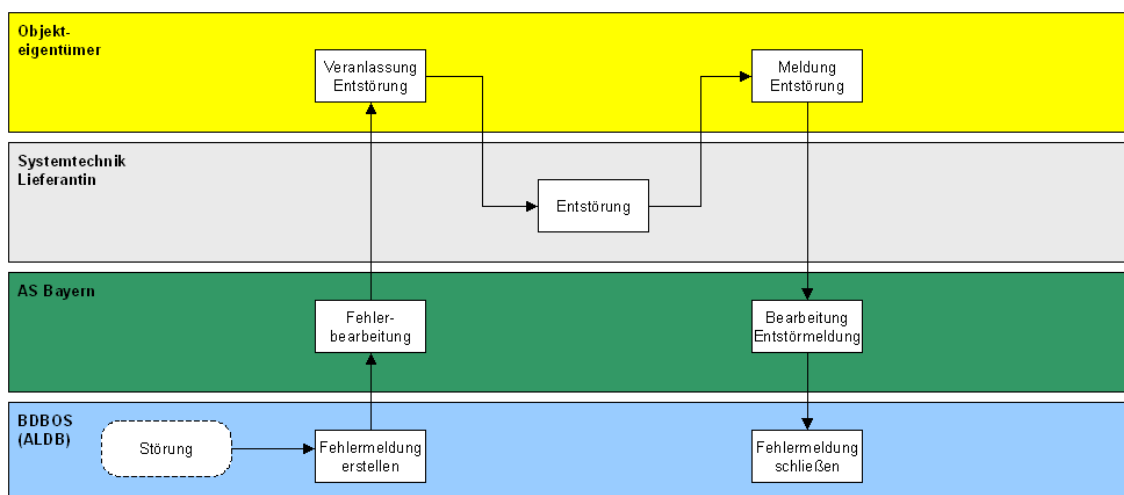 Objekt-
eigentümer
Veranlassung
Entstörung
Meldung
Entstörung
Systemtechnik
Lieferantin
Entstörung
AS Bayern
Fehler-
bearbeitung
Bearbeitung
Entstörmeldung
BDBOS
(ALDB)
Störung
Fehlermeldung
erstellen
Fehlermeldung
schließen